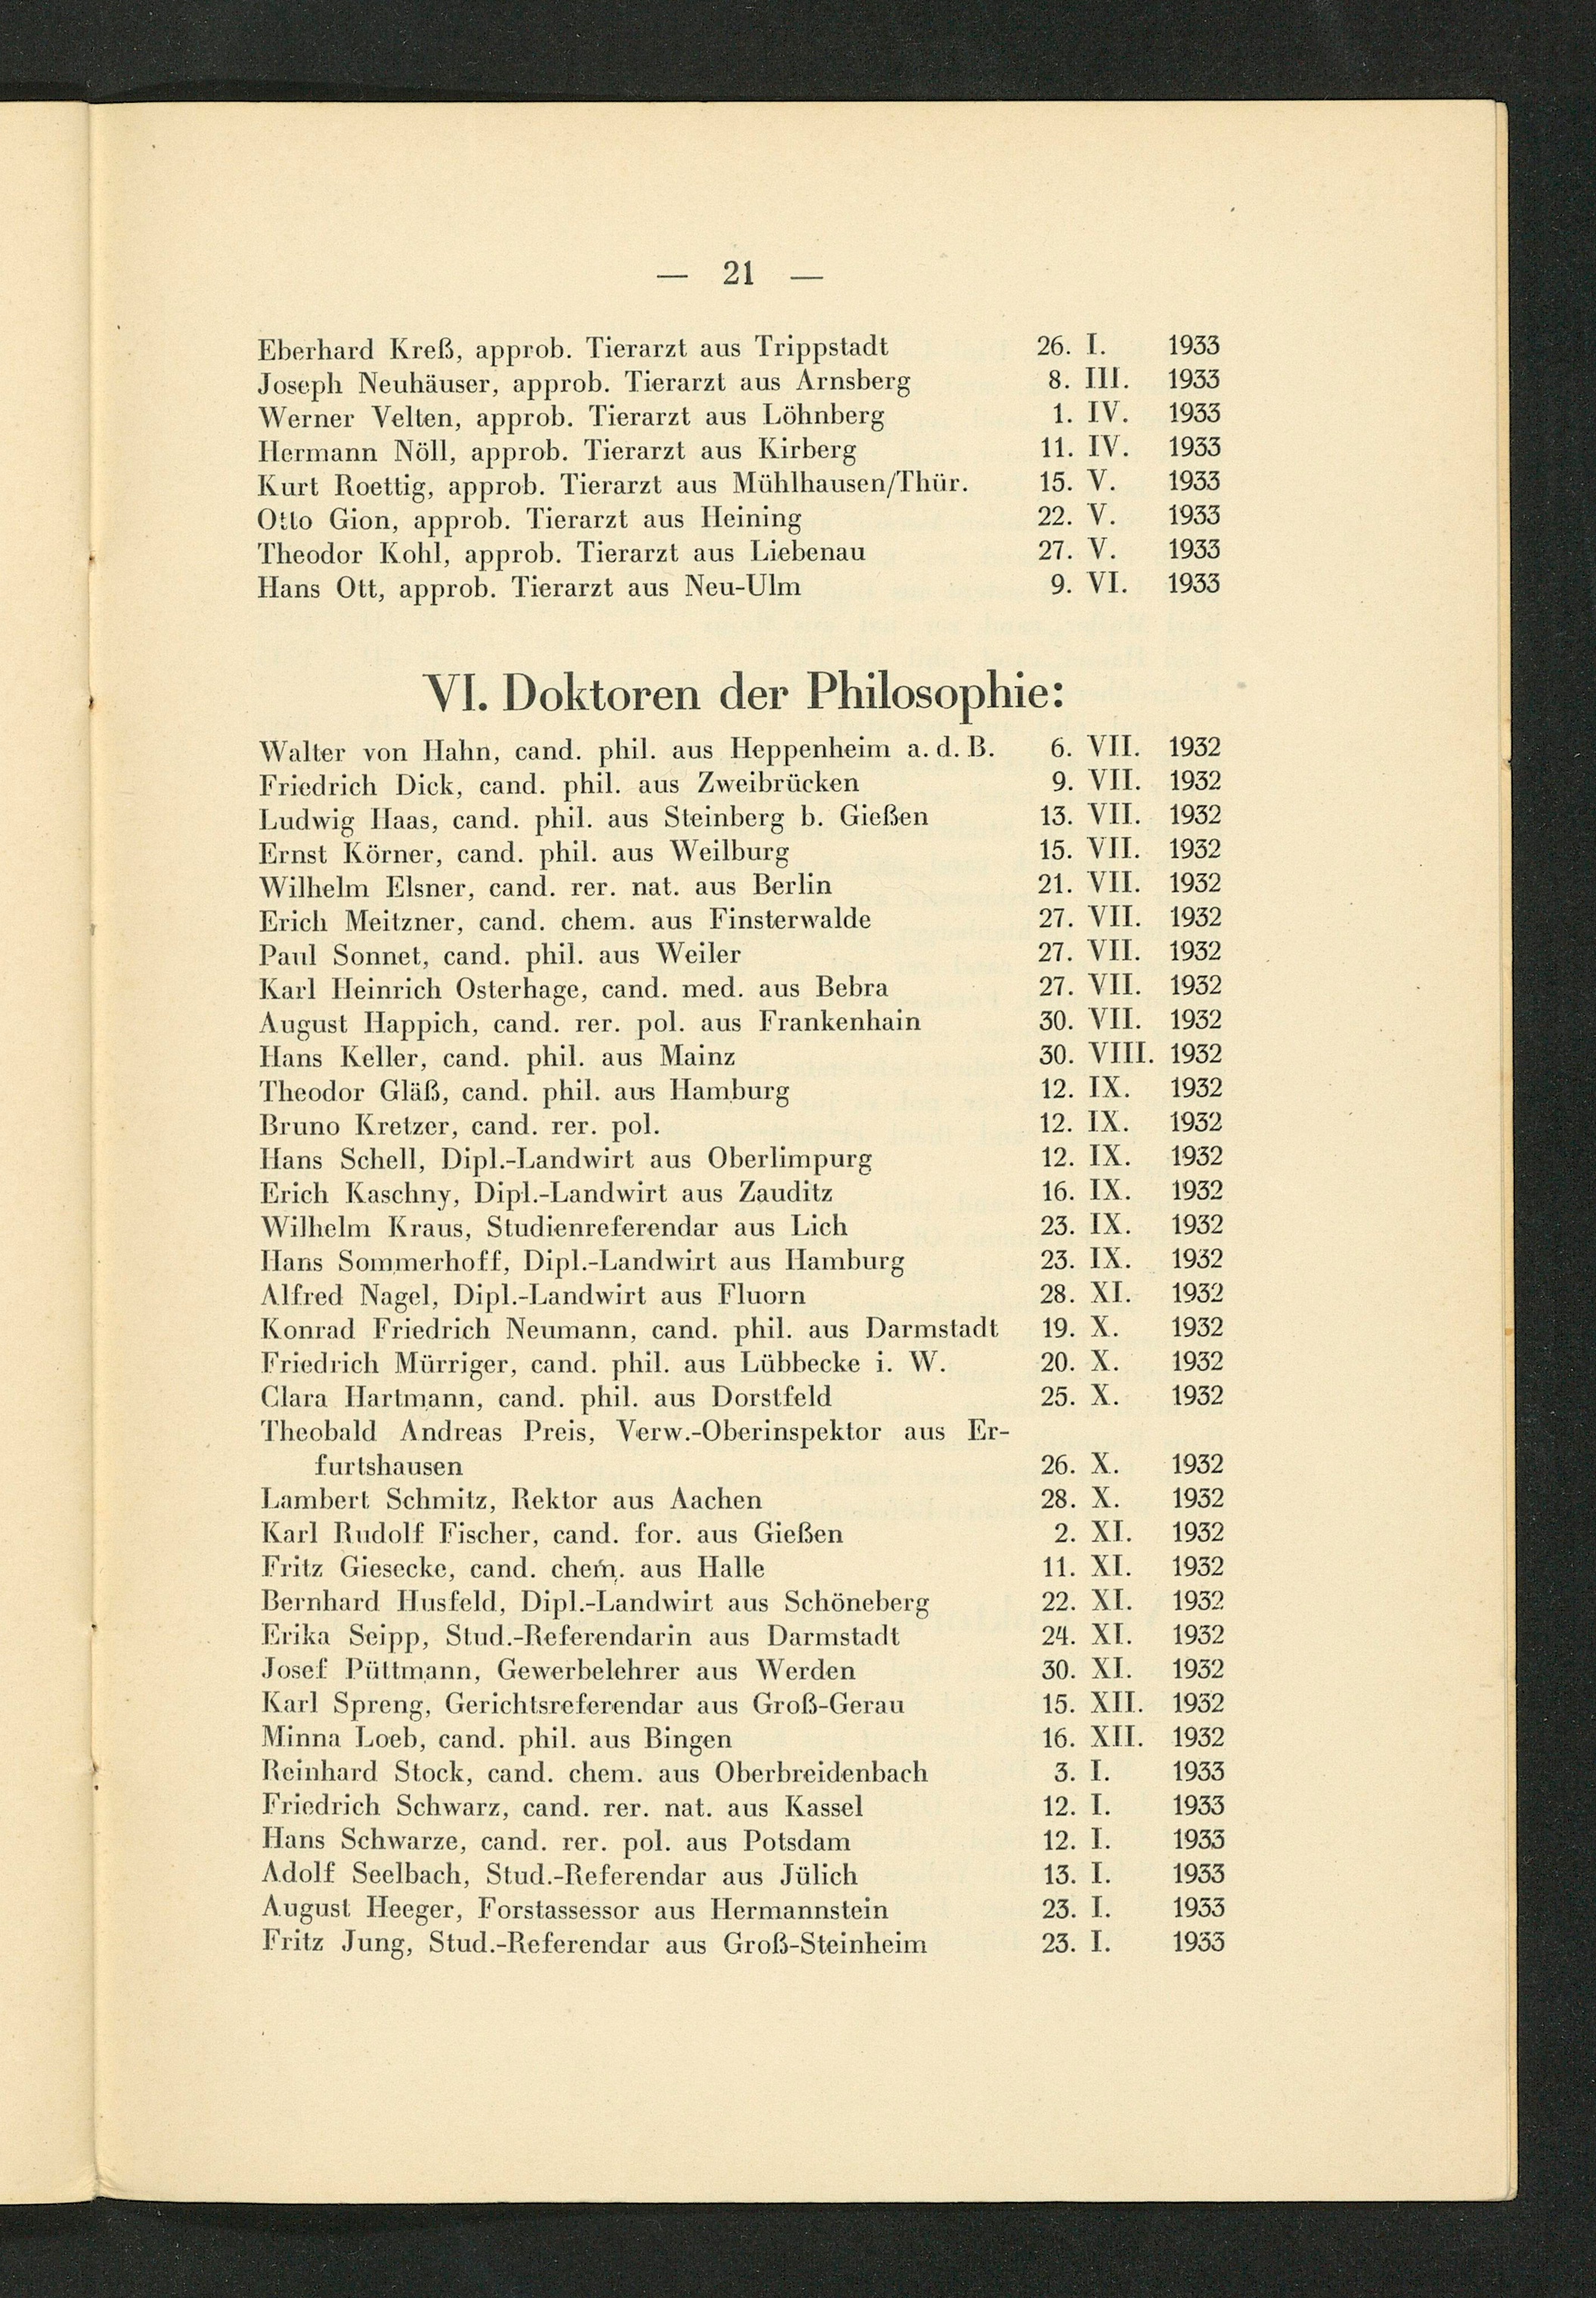 — 21 —
Eberhard Kreß, approb. Tierarzt aus Trippstadt 26. I. 1933
Joseph Neuhäuser, approb. Tierarzt aus Arnsberg 8. III. 1933
Werner Velten, approb. Tierarzt aus Löhnberg 1. IV. 1933
Hermann Nöll, approb. Tierarzt aus Kirberg 11. IV. 1933
Kurt Roettig, approb. Tierarzt aus Mühlhausen/Thür. 15. V. 1933
Otto Gion, approb. Tierarzt aus Heining 22. V. 1933
Theodor Kohl, approb. Tierarzt aus Liebenau 27. V. 1933
Hans Ott, approb. Tierarzt aus Neu-Ulm 9. VI. 1933
VI. Doktoren der Philosophie:
Walter von Hahn, cand. phil. aus Heppenheim a. d. B. 6. VII. 1932
Friedrich Dick, cand. phil. aus Zweibrücken 9. VII. 1932
Ludwig Haas, cand. phil. aus Steinberg b. Gießen 13. VII. 1932
Ernst Körner, cand. phil. aus Weilburg 15. VII. 1932
Wilhelm Elsner, cand. rer. nat. aus Berlin 21. VII. 1932
Erich Meitzner, cand. chem. aus Finsterwalde 27. VII. 1932
Paul Sonnet, cand. phil. aus Weiler 27. VII. 1932
Karl Heinrich Osterhage, cand. med. aus Bebra 27. VII. 1932
August Happich, cand. rer. pol. aus Frankenhain 30. VII. 1932
Hans Keller, cand. phil. aus Mainz 30. VIII. 1932
Theodor Gläß, cand. phil. aus Hamburg 12. IX. 1932
Bruno Kretzer, cand. rer. pol. 12. IX. 1932
Hans Schell, Dipl.-Landwirt aus Oberlimpurg 12. IX. 1932
Erich Kaschny, Dipl.-Landwirt aus Zauditz 16. IX. 1932
Wilhelm Kraus, Studienreferendar aus Lich 23. IX. 1932
Hans Sommerhoff, Dipl.-Landwirt aus Hamburg 23. IX. 1932
Alfred Nagel, Dipl.-Landwirt aus Fluorn 28. XI. 1932
Konrad Friedrich Neumann, cand. phil. aus Darmstadt 19. X. 1932
Friedrich Mürriger, cand. phil. aus Lübbecke i. W. 20. X. 1932
Clara Hartmann, cand. phil. aus Dorstfeld 25. X. 1932
Theobald Andreas Preis, Verw.-Oberinspektor aus Er-
furtshausen 26. X. 1932
Lambert Schmitz, Rektor aus Aachen 28. X. 1932
Karl Rudolf Fischer, cand. for. aus Gießen 2. XI. 1932
Fritz Giesecke, cand. chem. aus Halle 11. XI. 1932
Bernhard Husfeld, Dipl.-Landwirt aus Schöneberg 22. XI. 1932
Erika Seipp, Stud.-Referendarin aus Darmstadt 24. XI. 1932
Josef Püttmann, Gewerbelehrer aus Werden 30. XI. 1932
Karl Spreng, Gerichtsreferendar aus Groß-Gerau 15. XII. 1932
Minna Loeb, cand. phil. aus Bingen 16. XII. 1932
Reinhard Stock, cand. chem. aus Oberbreidenbach 3. I. 1933
Friedrich Schwarz, cand. rer. nat. aus Kassel 12. I. 1933
Hans Schwarze, cand. rer. pol. aus Potsdam 12. I. 1933
Adolf Seelbach, Stud.-Referendar aus Jülich 13. I. 1933
August Heeger, Forstassessor aus Hermannstein 23. I. 1933
Fritz Jung, Stud.-Referendar aus Groß-Steinheim 23. I. 1933